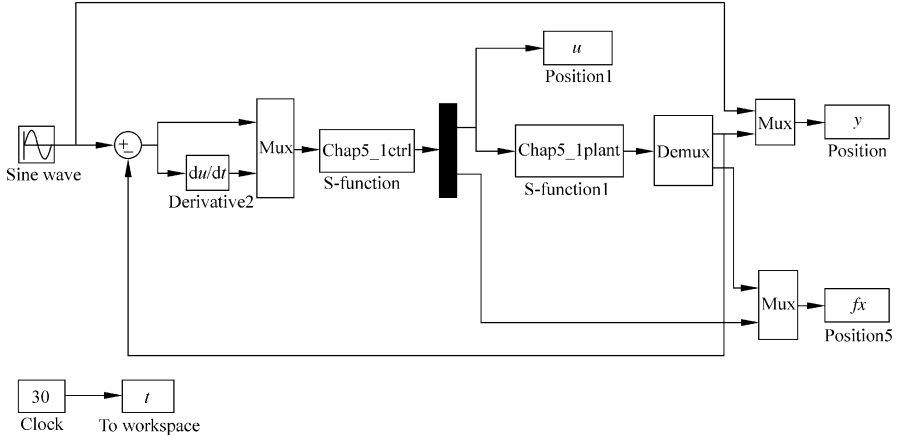 u
Position1
Sine wave
+
−
du/dt
Derivative2
Mux
Chap5_1ctrl
S-function
Chap5_1plant
S-function1
Demux
Mux
y
Position
Mux
fx
Position5
30
Clock
t
To workspace